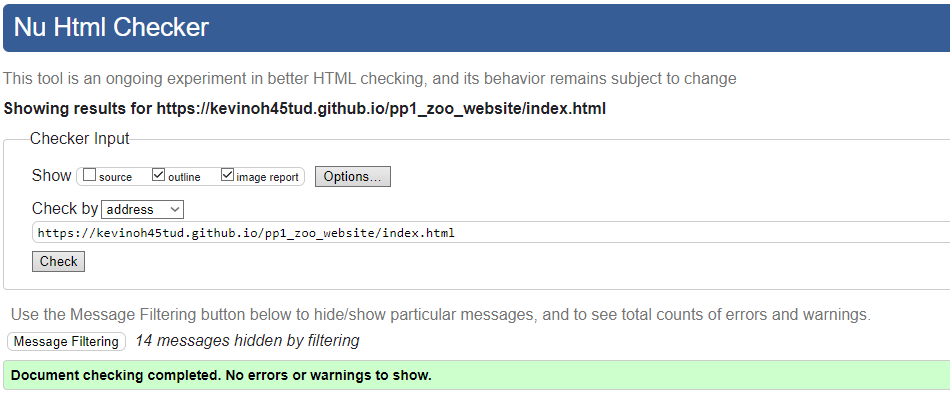 Nu Html Checker
This tool is an ongoing experiment in better HTML checking, and its behavior remains subject to change
Showing results for https://kevinoh45tud.github.io/pp1_zoo_website/index.html
Checker Input
Show source outline image report Options...
Check by address
https://kevinoh45tud.github.io/pp1_zoo_website/index.html
Check
Use the Message Filtering button below to hide/show particular messages, and to see total counts of errors and warnings.
Message Filtering 14 messages hidden by filtering
Document checking completed. No errors or warnings to show.